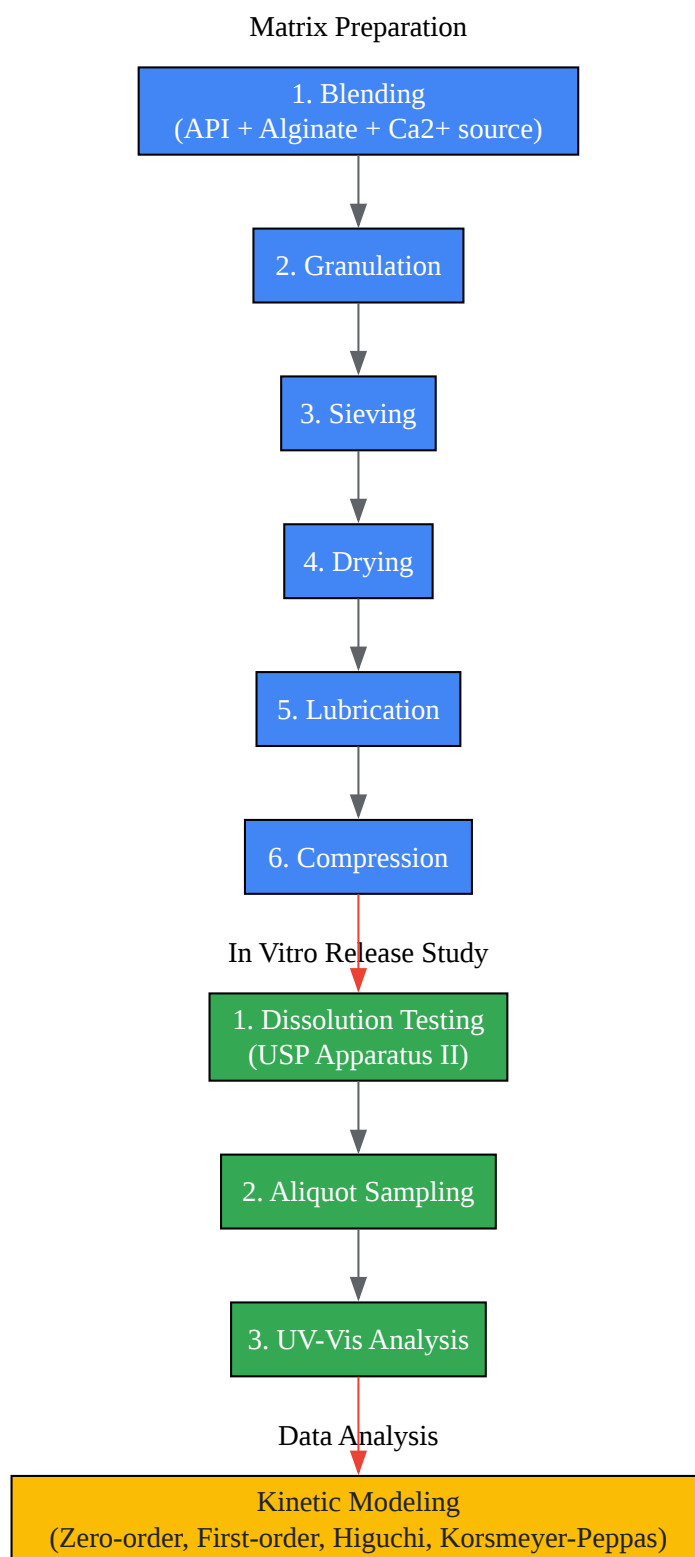 Matrix Preparation
1. Blending
(API + Alginate + Ca2+ source)
2. Granulation
3. Sieving
4. Drying
5. Lubrication
6. Compression
In Vitro Release Study
1. Dissolution Testing
(USP Apparatus II)
2. Aliquot Sampling
3. UV-Vis Analysis
Data Analysis
Kinetic Modeling
(Zero-order, First-order, Higuchi, Korsmeyer-Peppas)